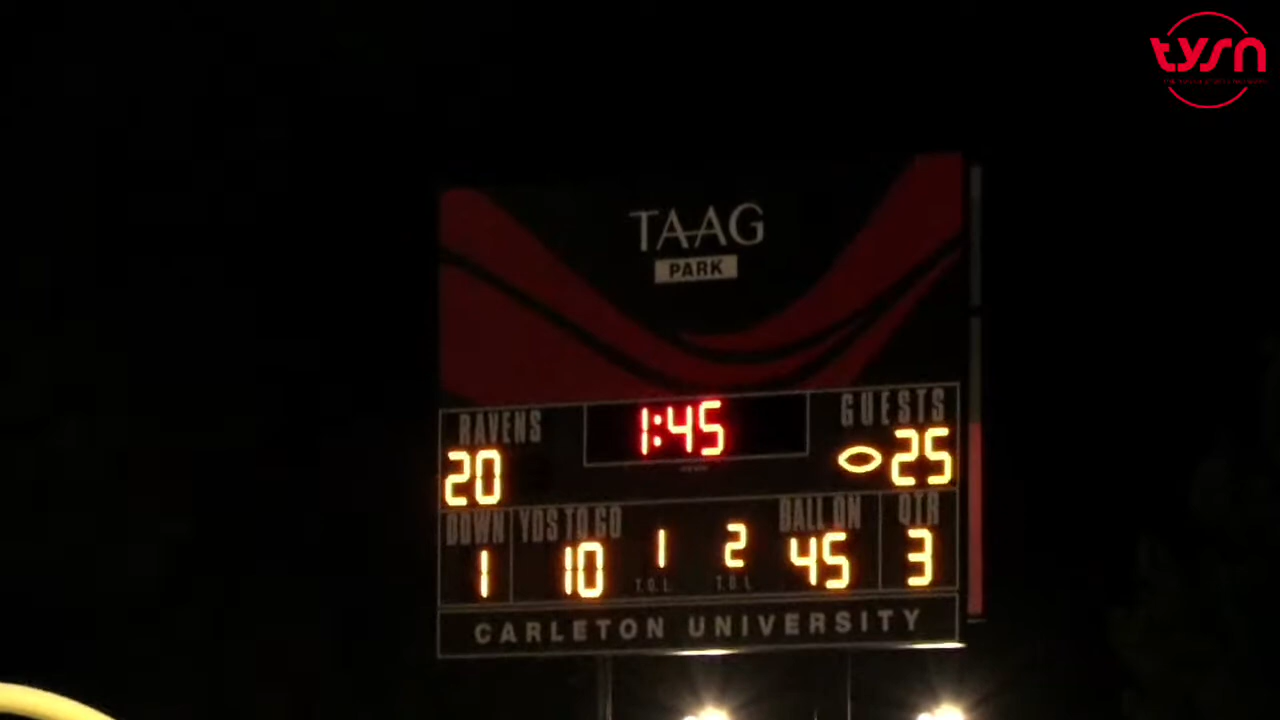 tysn
TAAG
PARK
RAVENS 1:45 GUESTS
20 25
DOWN YDS TO GO BALL ON QTR
1 10 1 2 45 3
T.O.L. T.O.L.
CARLETON UNIVERSITY